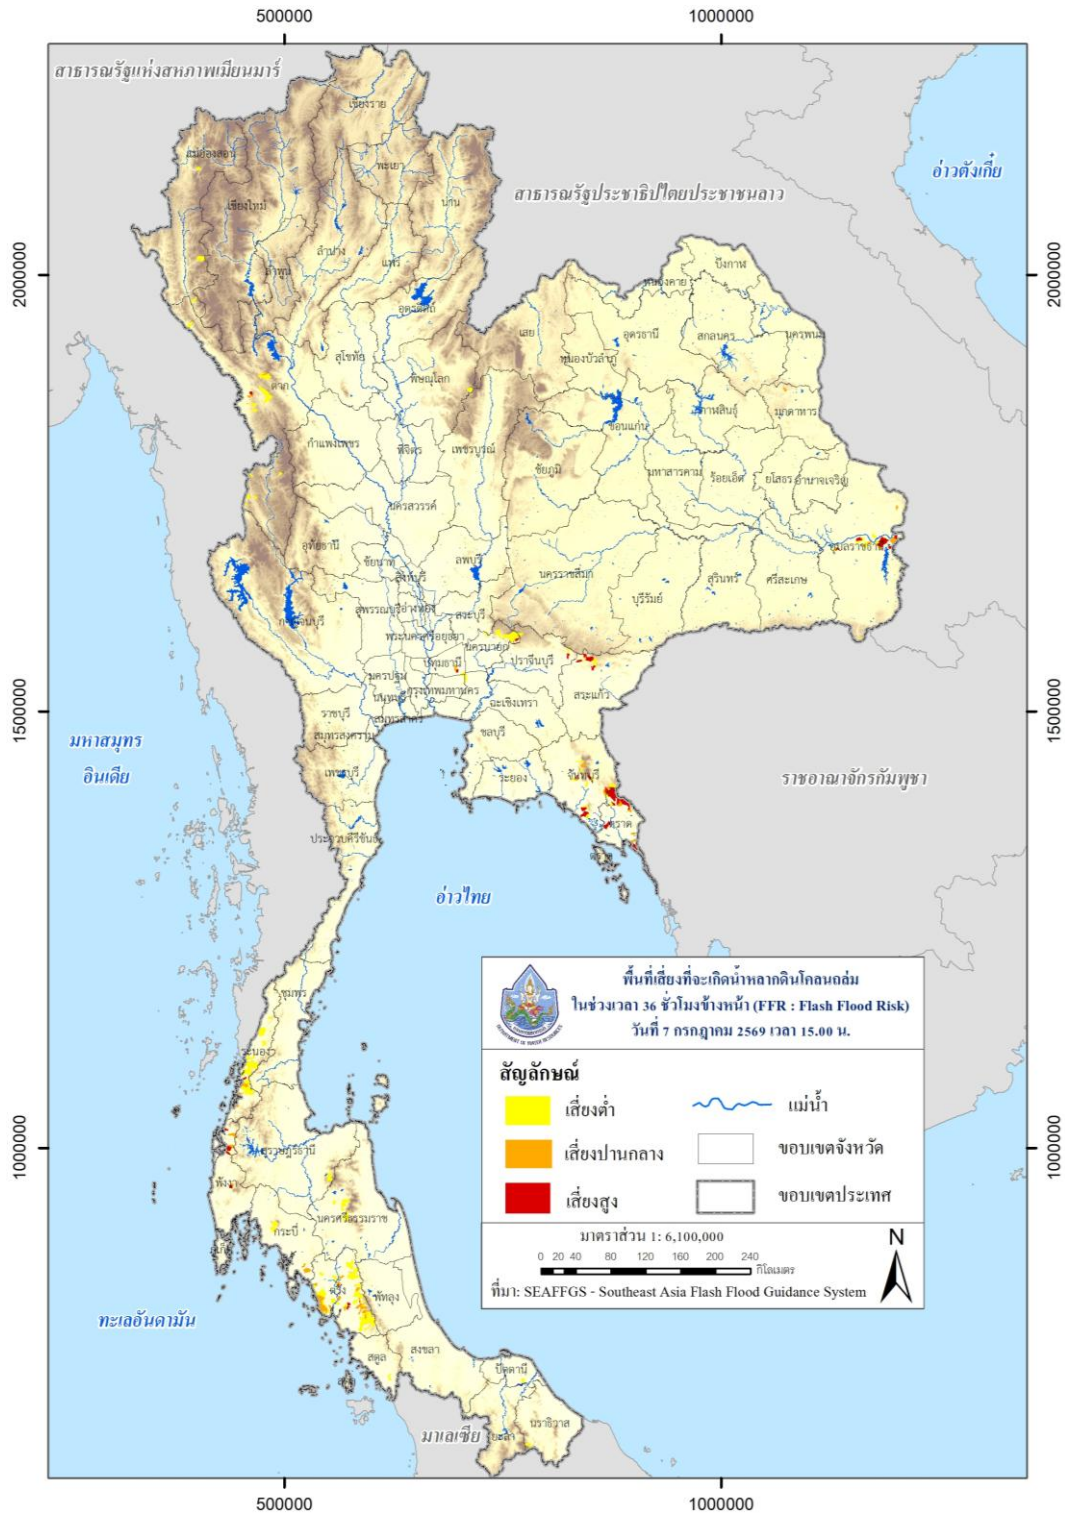 500000
1000000
สาธารณรัฐแห่งสหภาพเมียนมาร์
เชียงราย
แม่ฮ่องสอน
พะเยา
อ่าวตังเกี๋ย
สาธารณรัฐประชาธิปไตยประชาชนลาว
เชียงใหม่
น่าน
ลำปาง
แพร่
ลำพูน
บึงกาฬ
2000000
2000000
หนองคาย
อุตรดิตถ์
เลย
อุดรธานี
สกลนคร
นครพนม
สุโขทัย
หนองบัวลำภู
ตาก
พิษณุโลก
กาฬสินธุ์
มุกดาหาร
ขอนแก่น
กำแพงเพชร
พิจิตร
เพชรบูรณ์
ชัยภูมิ
มหาสารคาม
ร้อยเอ็ด
ยโสธร
อำนาจเจริญ
นครสวรรค์
อุทัยธานี
อุบลราชธานี
ชัยนาท
ลพบุรี
สิงห์บุรี
นครราชสีมา
สุรินทร์
ศรีสะเกษ
บุรีรัมย์
สุพรรณบุรี
อ่างทอง
สระบุรี
กาญจนบุรี
พระนครศรีอยุธยา
นครนายก
ปราจีนบุรี
ปทุมธานี
นครปฐม
นนทบุรี
กรุงเทพมหานคร
สระแก้ว
ฉะเชิงเทรา
1500000
1500000
ราชบุรี
สมุทรสาคร
สมุทรสงคราม
ชลบุรี
มหาสมุทร
อินเดีย
เพชรบุรี
ระยอง
จันทบุรี
ราชอาณาจักรกัมพูชา
ตราด
ประจวบคีรีขันธ์
ตราด
อ่าวไทย
พื้นที่เสี่ยงที่จะเกิดน้ำหลากดินโคลนถล่ม
ในช่วงเวลา 36 ชั่วโมงข้างหน้า (FFR : Flash Flood Risk)
วันที่ 7 กรกฎาคม 2569 เวลา 15.00 น.
DEPARTMENT OF WATER RESOURCES
ชุมพร
ระนอง
สัญลักษณ์
เสี่ยงต่ำ
แม่น้ำ
เสี่ยงปานกลาง
ขอบเขตจังหวัด
เสี่ยงสูง
ขอบเขตประเทศ
1000000
1000000
สุราษฎร์ธานี
พังงา
นครศรีธรรมราช
กระบี่
ภูเก็ต
มาตราส่วน 1: 6,100,000
N
0 20 40 80 120 160 200 240
กิโลเมตร
ที่มา: SEAFFGS - Southeast Asia Flash Flood Guidance System
ตรัง
พัทลุง
ทะเลอันดามัน
สตูล
สงขลา
ปัตตานี
นราธิวาส
ยะลา
มาเลเซีย
500000
1000000